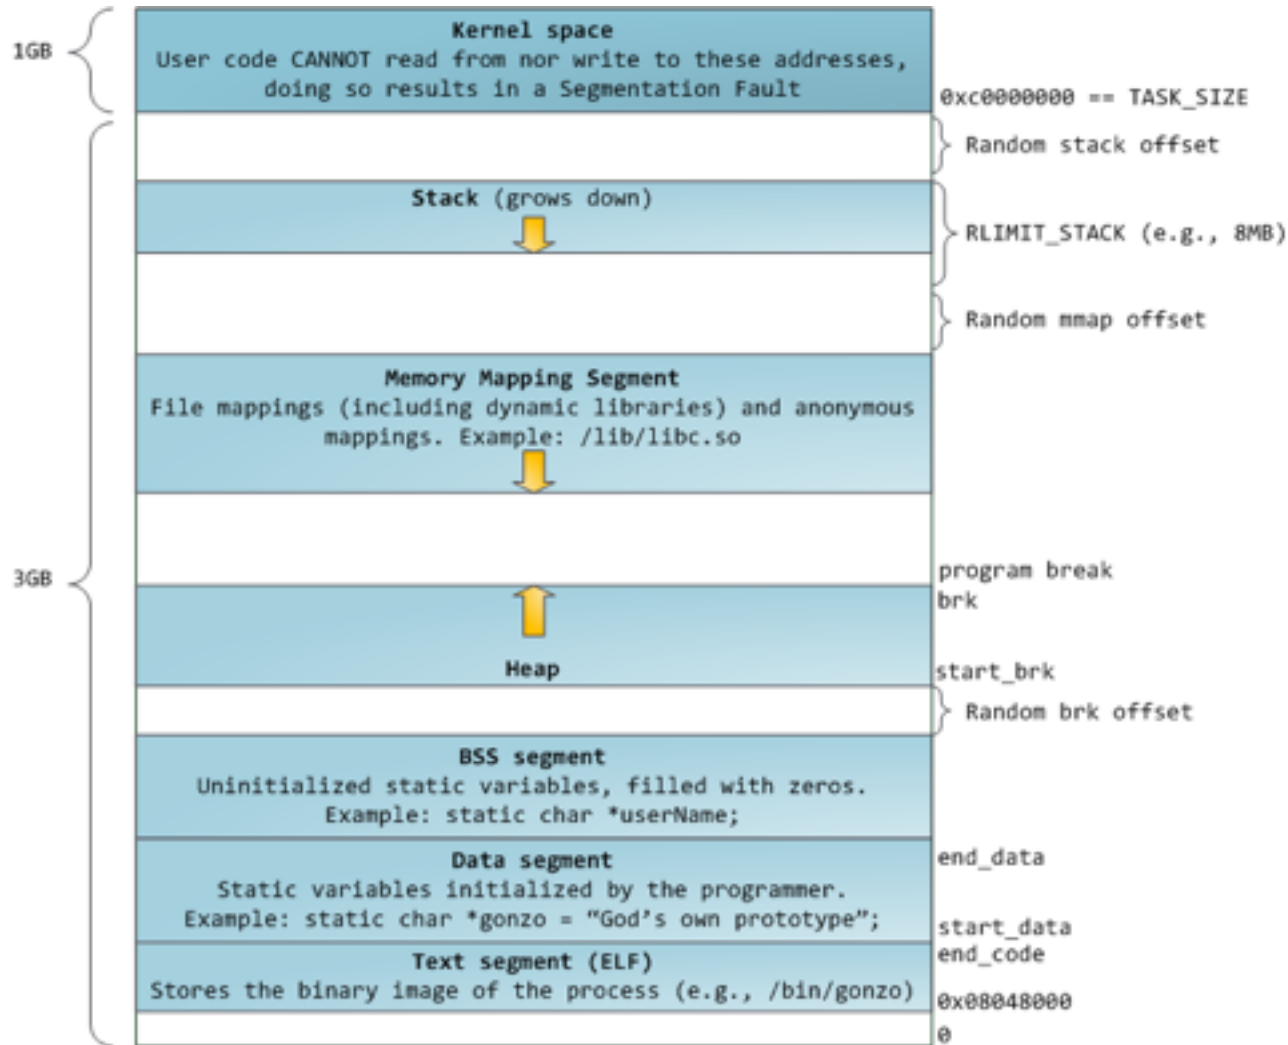 Kernel space
1GB
User code CANNOT read from nor write to these addresses,
doing so results in a Segmentation Fault
0xc0000000 == TASK_SIZE
Random stack offset
Stack (grows down)
RLIMIT_STACK (e.g., 8MB)
Random mmap offset
Memory Mapping Segment
File mappings (including dynamic libraries) and anonymous
mappings. Example: /lib/libc.so
3GB
program break
brk
Heap
start_brk
Random brk offset
BSS segment
Uninitialized static variables, filled with zeros.
Example: static char *userName;
Data segment
end_data
Static variables initialized by the programmer.
Example: static char *gonzo = “God’s own prototype”;
start_data
end_code
Text segment (ELF)
Stores the binary image of the process (e.g., /bin/gonzo)
0x08048000
0